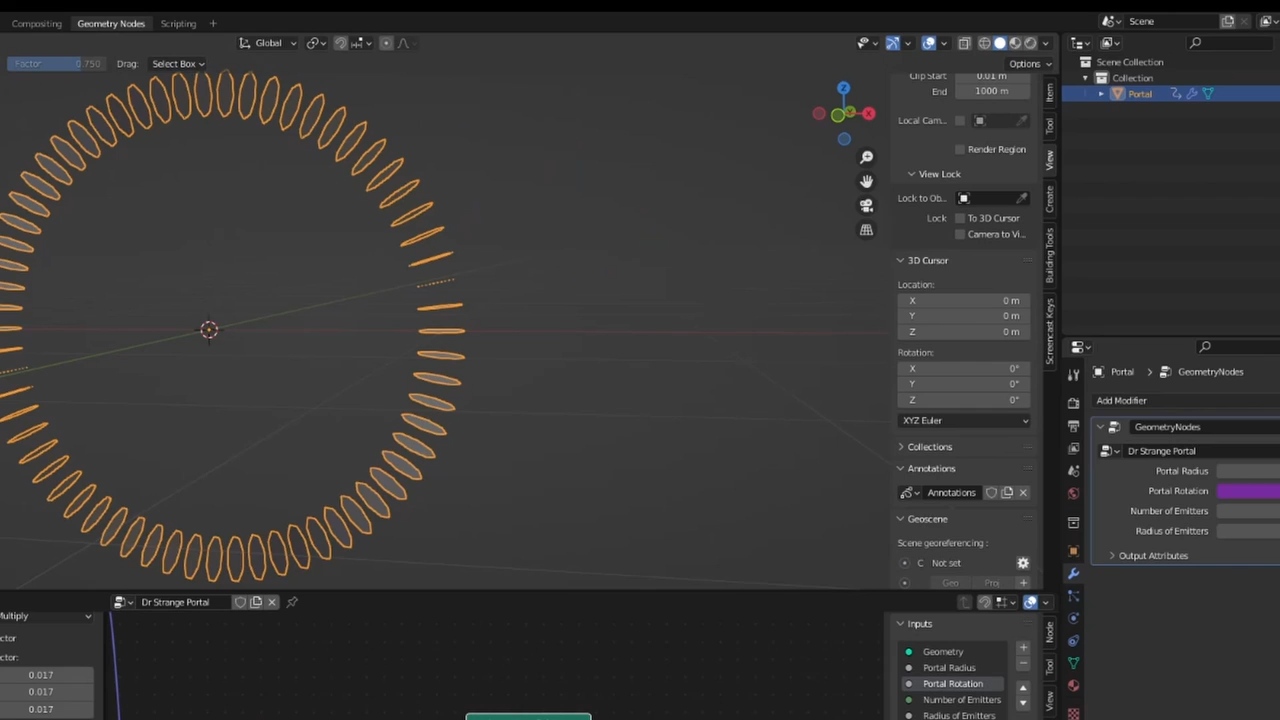 Compositing Geometry Nodes Scripting +
Scene
Global
Factor 0.750 Drag: Select Box
Options
Scene Collection
Collection
Portal
Clip Start 0.01 m
End 1000 m
Local Cam...
Render Region
View Lock
Lock to Ob...
Lock To 3D Cursor
Camera to Vi...
3D Cursor
Location:
X 0 m
Y 0 m
Z 0 m
Rotation:
X 0°
Y 0°
Z 0°
XYZ Euler
Collections
Annotations
Annotations
Geoscene
Scene georeferencing :
C Not set
Geo Proj
Item
Tool
View
Create
Building Tools
Screencast Keys
Z
Y
X
Portal > GeometryNodes
Add Modifier
GeometryNodes
Dr Strange Portal
Portal Radius
Portal Rotation
Number of Emitters
Radius of Emitters
Output Attributes
Dr Strange Portal
Multiply
ctor
ctor:
0.017
0.017
0.017
Inputs
Geometry
Portal Radius
Portal Rotation
Number of Emitters
Radius of Emitters
Node
Tool
View